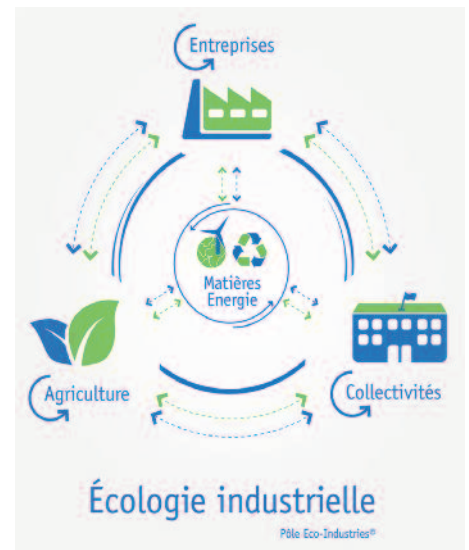 Entreprises
Matières
Energie
Agriculture
Collectivités
Écologie industrielle
Pôle Eco-Industries®